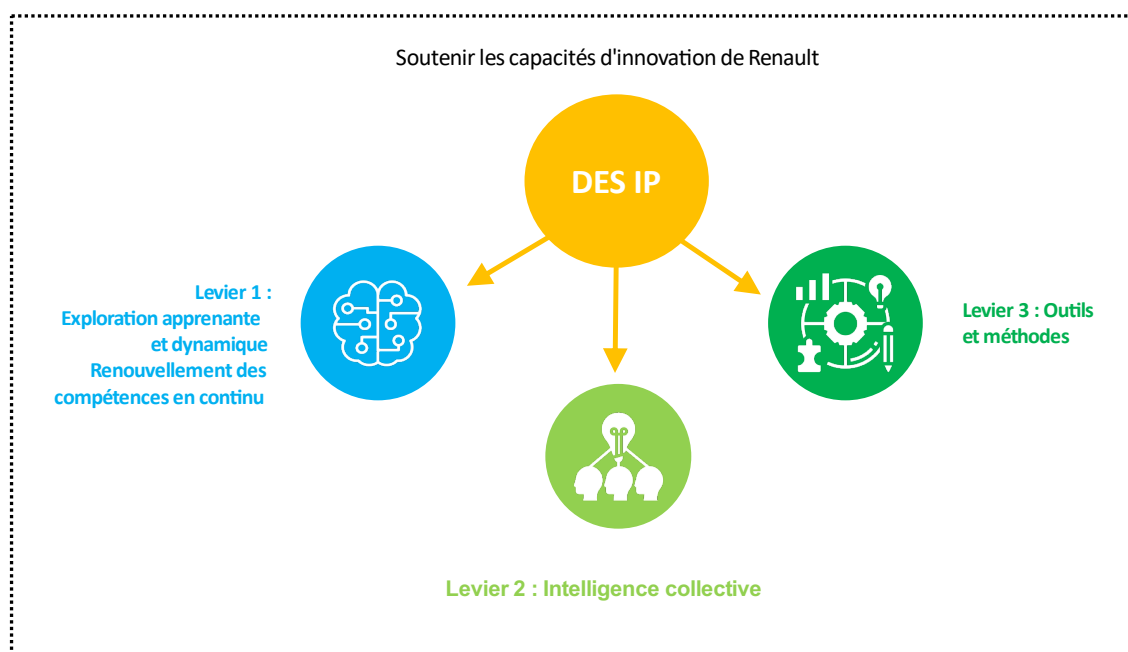 Soutenir les capacités d'innovation de Renault
DES IP
Levier 1 :
Exploration apprenante
et dynamique
Renouvellement des
compétences en continu
Levier 3 : Outils
et méthodes
Levier 2 : Intelligence collective